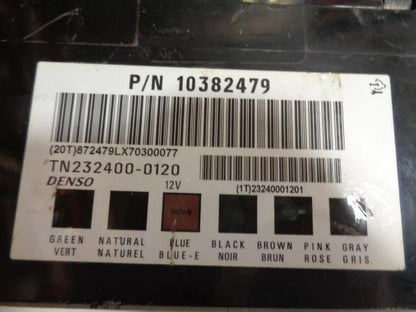 P/N 10382479
(20T)872479LX70300077
TN232400-0120
DENSO 12V (1T)23240001201
GREEN NATURAL BLUE BLACK BROWN PINK GRAY
VERT NATUREL BLUE-E NOIR BRUN ROSE GRIS